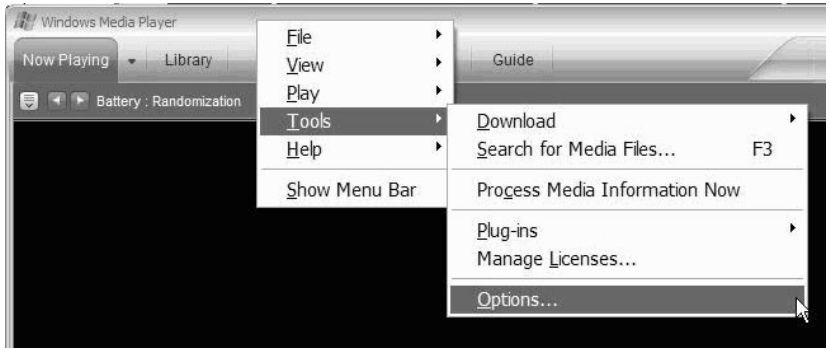 Windows Media Player
Now Playing Library Guide
Battery : Randomization
File
View
Play
Tools
Help
Show Menu Bar
Download
Search for Media Files... F3
Process Media Information Now
Plug-ins
Manage Licenses...
Options...